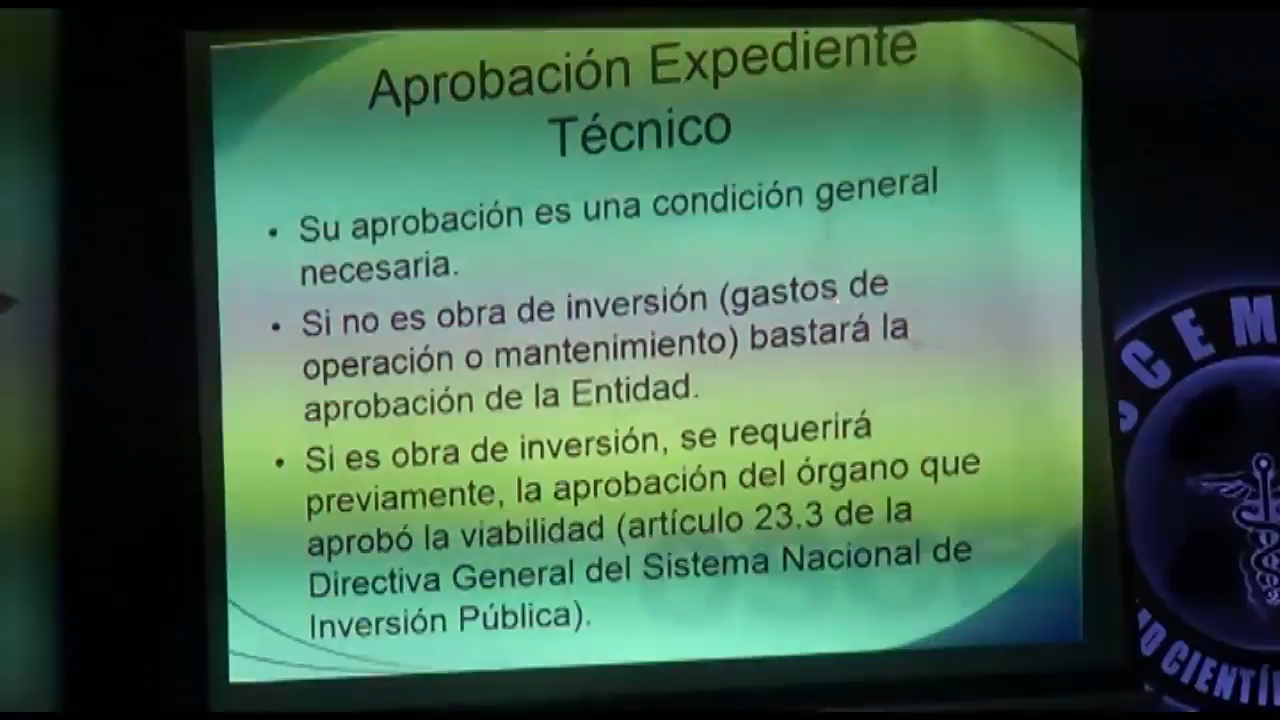 Aprobación Expediente
Técnico
• Su aprobación es una condición general
necesaria.
• Si no es obra de inversión (gastos de
operación o mantenimiento) bastará la
aprobación de la Entidad.
• Si es obra de inversión, se requerirá
previamente, la aprobación del órgano que
aprobó la viabilidad (artículo 23.3 de la
Directiva General del Sistema Nacional de
Inversión Pública).
CEM